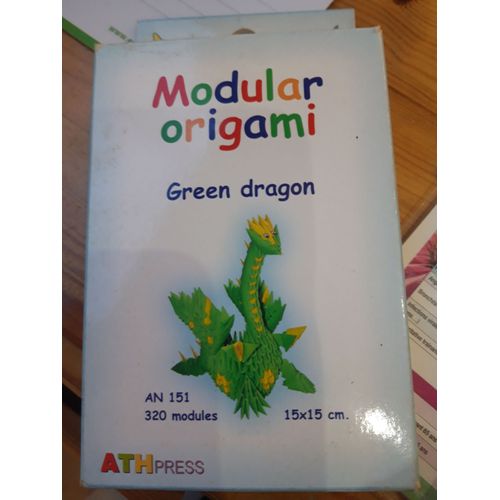 Modular
origami
Green dragon
AN 151
320 modules
15x15 cm.
ATHPRESS